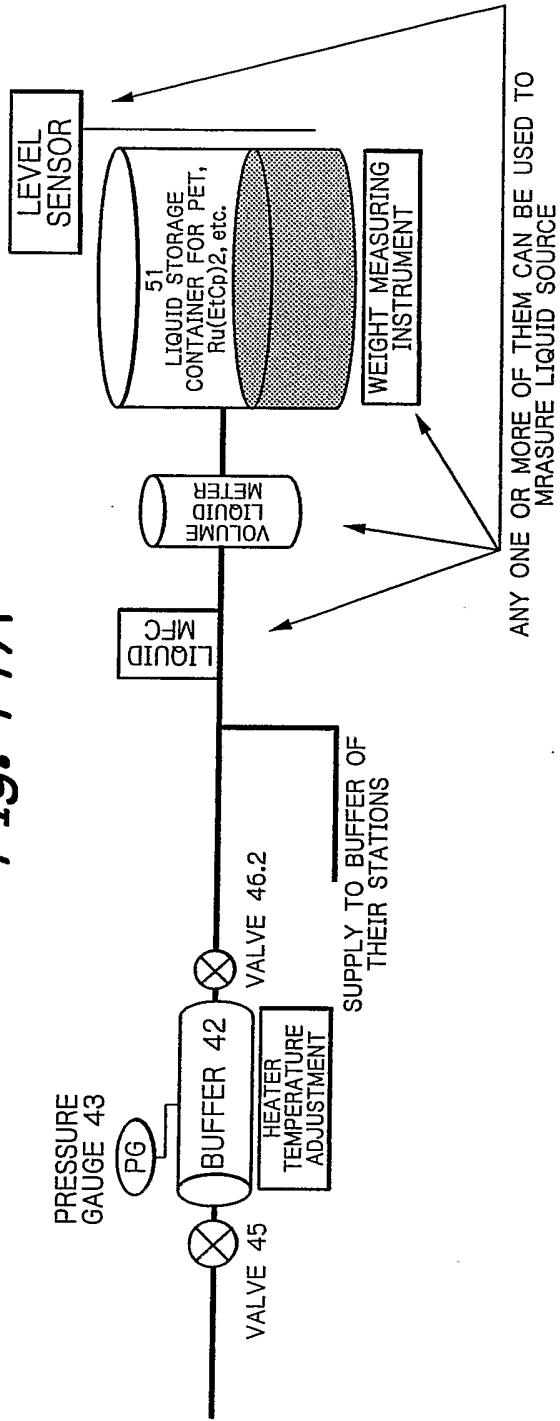 Fig.
PRESSURE
GAUGE 43
PG
BUFFER 42
VALVE 45
HEATER
TEMPERATURE
ADJUSTMENT
VALVE 46.2
SUPPLY TO BUFFER OF
THEIR STATIONS
LIQUID
MFC
VOLUME
LIQUID
METER
LEVEL
SENSOR
51
LIQUID STORAGE
CONTAINER FOR PET,
Ru(EtCp)2, etc.
WEIGHT MEASURING
INSTRUMENT
ANY ONE OR MORE OF THEM CAN BE USED TO
MRASURE LIQUID SOURCE